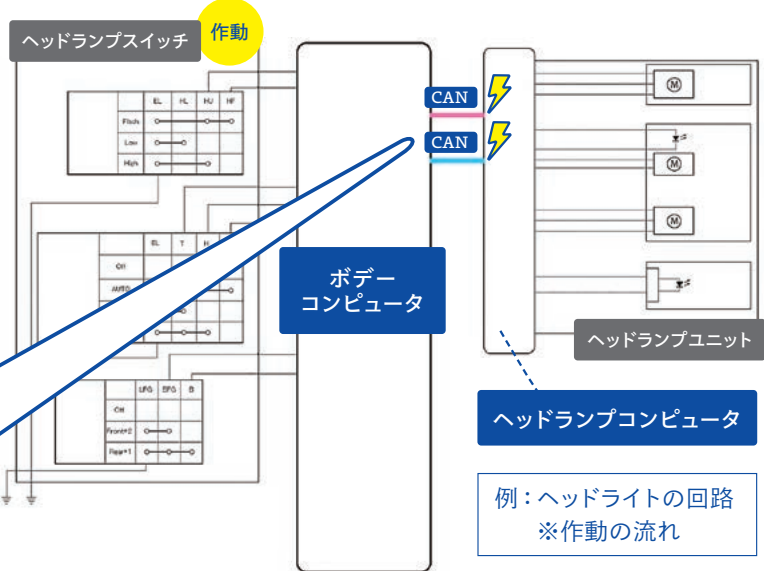 ヘッドランプスイッチ
作動
EL HL HU HF
Flash
Low
High
EL T H
Off
AUTO
LFG BFG B
Off
Front*2
Rear*1
CAN
CAN
ボデー
コンピュータ
M
M
M
ヘッドランプユニット
ヘッドランプコンピュータ
例：ヘッドライトの回路
※作動の流れ